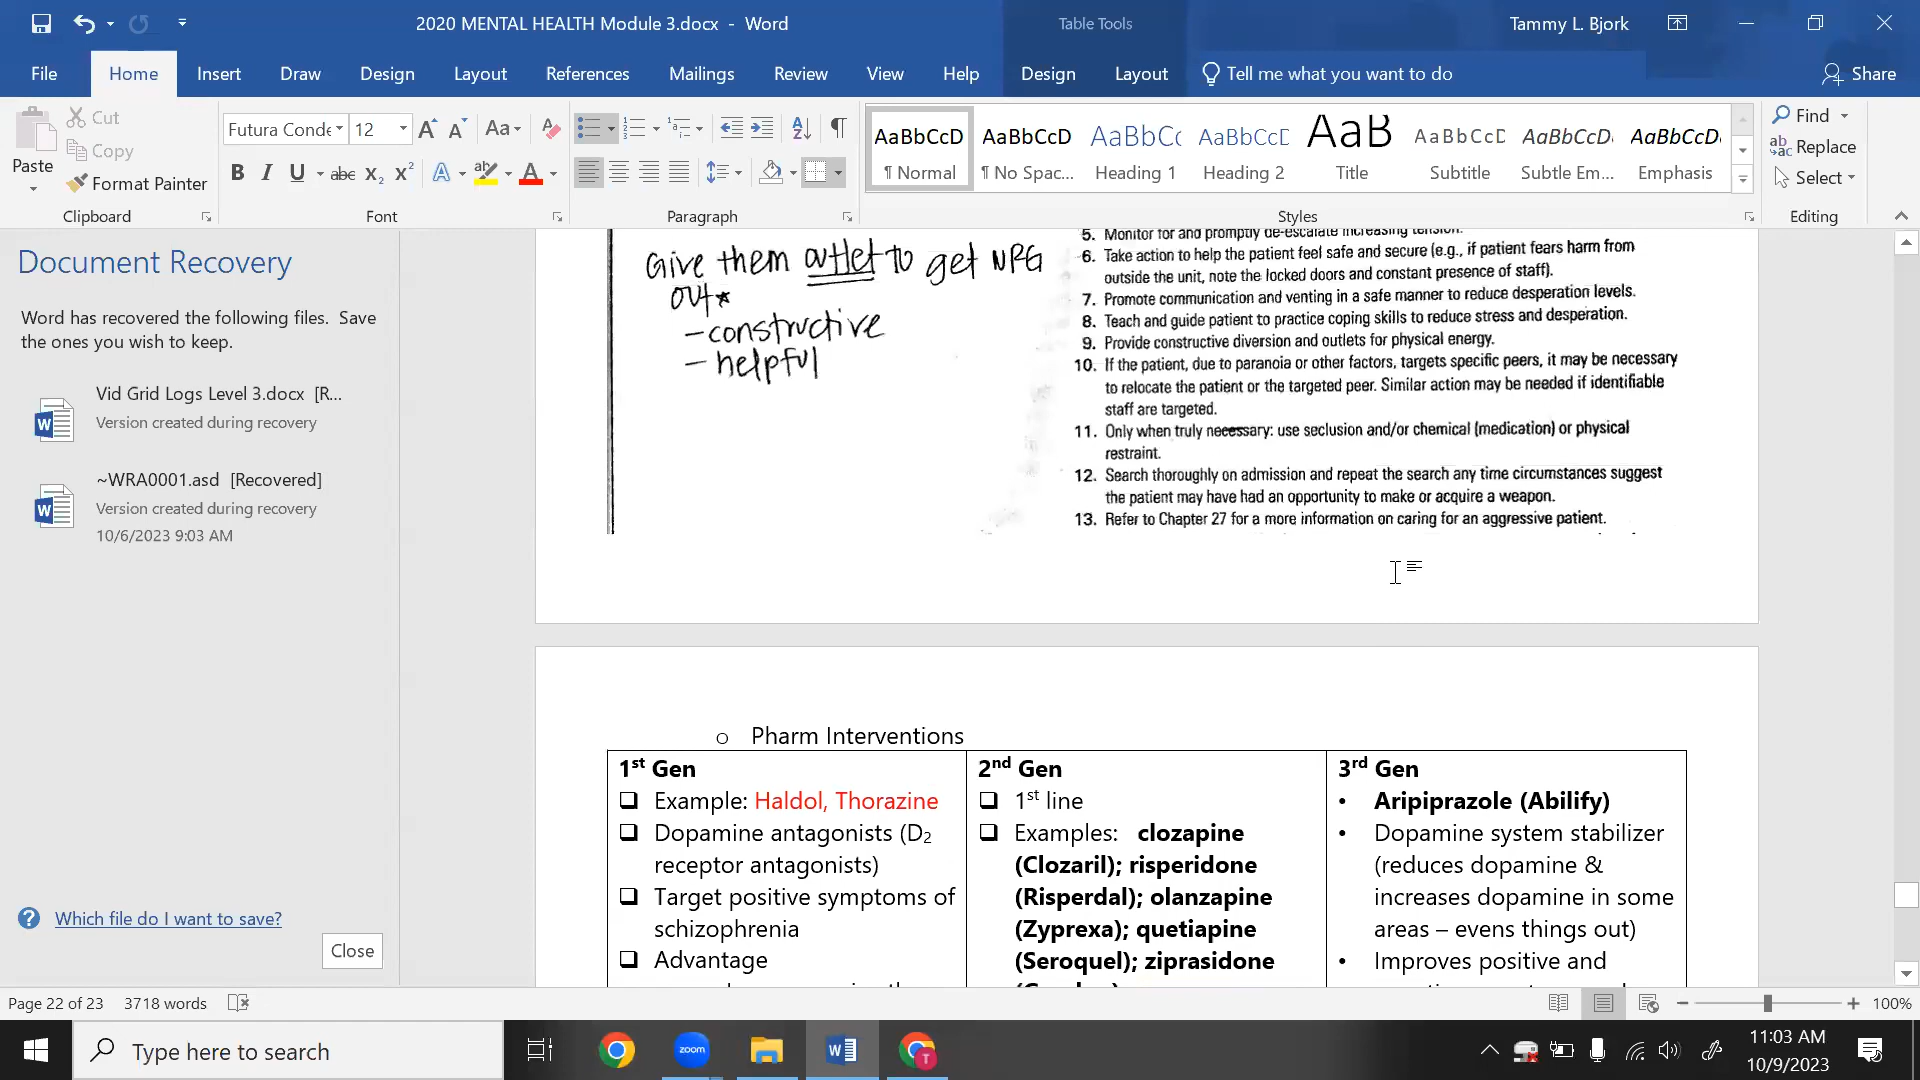 2020 MENTAL HEALTH Module 3.docx - Word
Table Tools
Tammy L. Bjork
File Home Insert Draw Design Layout References Mailings Review View Help Design Layout Tell me what you want to do Share
Cut
Copy
Format Painter
Paste
Clipboard
Futura Conde 12
Font
Paragraph
AaBbCcD AaBbCcD AaBbCc AaBbCcD AaB AaBbCcD AaBbCcDe AaBbCcDe
¶ Normal ¶ No Spac... Heading 1 Heading 2 Title Subtitle Subtle Em... Emphasis
Styles
Find
Replace
Select
Editing
Document Recovery
Word has recovered the following files. Save
the ones you wish to keep.
Vid Grid Logs Level 3.docx [R...
Version created during recovery
~WRA0001.asd [Recovered]
Version created during recovery
10/6/2023 9:03 AM
Which file do I want to save?
Close
Give them outlet to get NRG
out*
- constructive
- helpful
5. Monitor for and promptly de-escalate increasing tension.
6. Take action to help the patient feel safe and secure (e.g., if patient fears harm from
outside the unit, note the locked doors and constant presence of staff).
7. Promote communication and venting in a safe manner to reduce desperation levels.
8. Teach and guide patient to practice coping skills to reduce stress and desperation.
9. Provide constructive diversion and outlets for physical energy.
10. If the patient, due to paranoia or other factors, targets specific peers, it may be necessary
to relocate the patient or the targeted peer. Similar action may be needed if identifiable
staff are targeted.
11. Only when truly necessary: use seclusion and/or chemical (medication) or physical
restraint.
12. Search thoroughly on admission and repeat the search any time circumstances suggest
the patient may have had an opportunity to make or acquire a weapon.
13. Refer to Chapter 27 for a more information on caring for an aggressive patient.
o Pharm Interventions
1st Gen
❑ Example: Haldol, Thorazine
❑ Dopamine antagonists (D2
receptor antagonists)
❑ Target positive symptoms of
schizophrenia
❑ Advantage
2nd Gen
❑ 1st line
❑ Examples: clozapine
(Clozaril); risperidone
(Risperdal); olanzapine
(Zyprexa); quetiapine
(Seroquel); ziprasidone
3rd Gen
• Aripiprazole (Abilify)
• Dopamine system stabilizer
(reduces dopamine &
increases dopamine in some
areas – evens things out)
• Improves positive and
Page 22 of 23 3718 words
100%
Type here to search
zoom
T
11:03 AM
10/9/2023